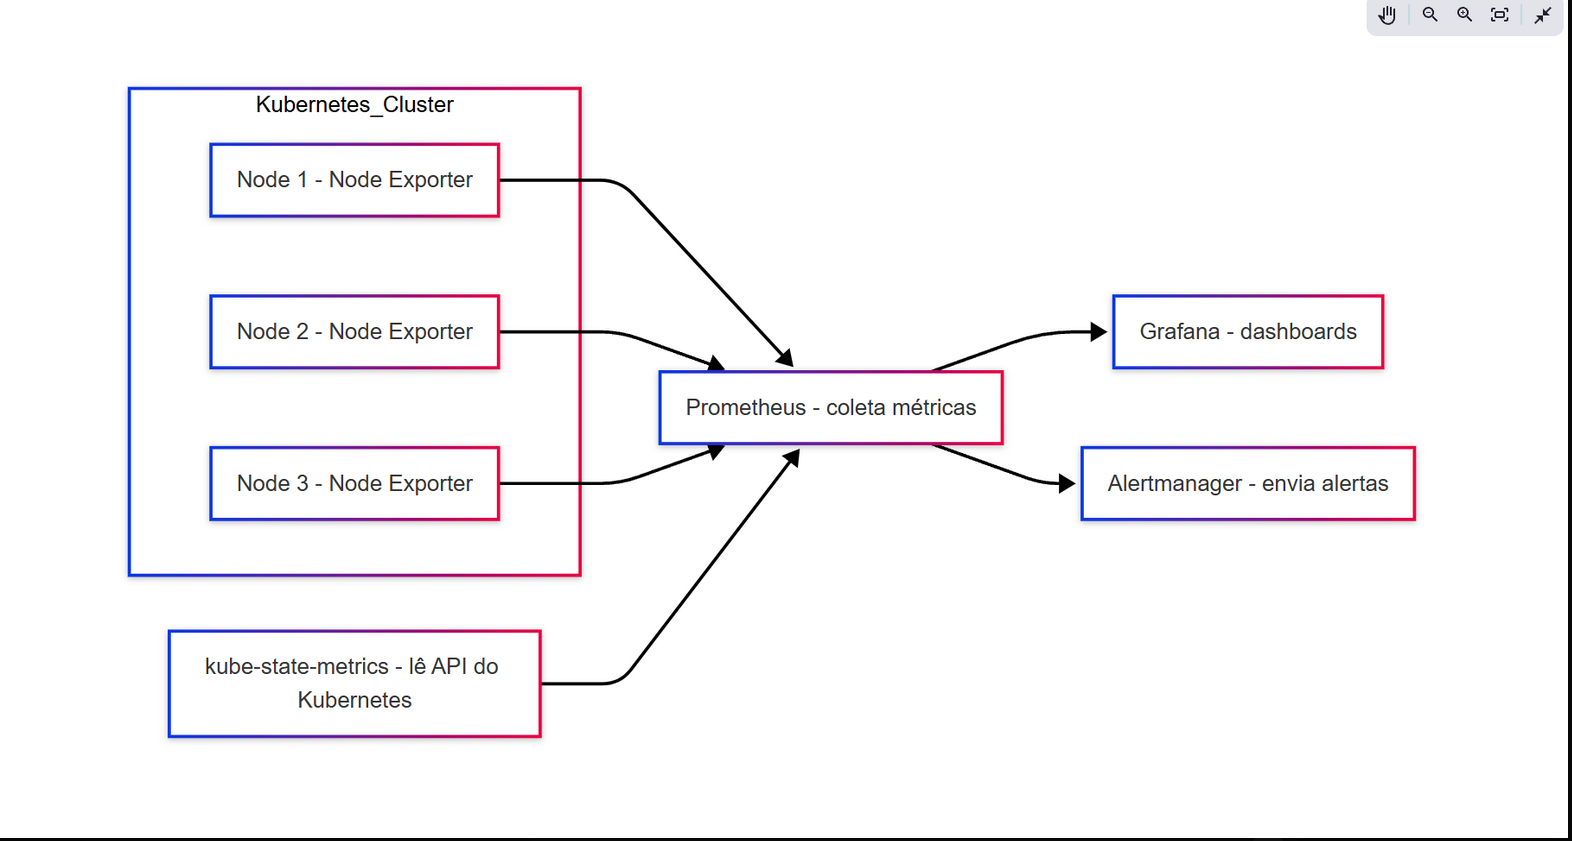 Kubernetes_Cluster
Node 1 - Node Exporter
Node 2 - Node Exporter
Node 3 - Node Exporter
kube-state-metrics - lê API do
Kubernetes
Prometheus - coleta métricas
Grafana - dashboards
Alertmanager - envia alertas